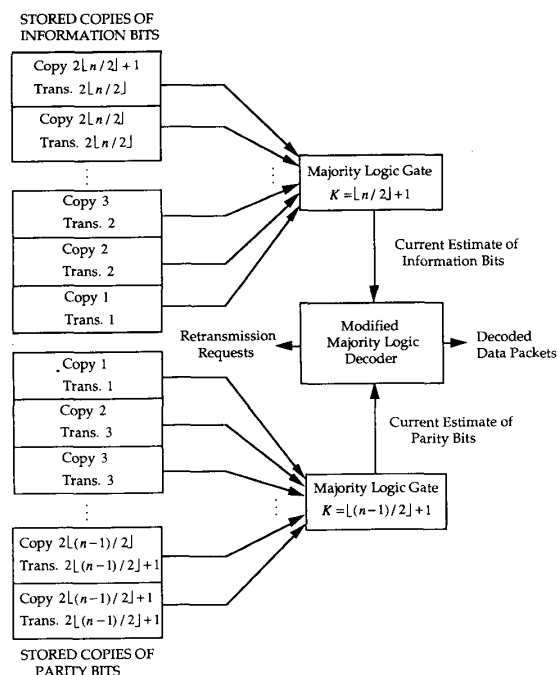 STORED COPIES OF
INFORMATION BITS
Copy 2⌊n/2⌋+1
Trans. 2⌊n/2⌋
Copy 2⌊n/2⌋
Trans. 2⌊n/2⌋
⋮
Copy 3
Trans. 2
Copy 2
Trans. 2
Copy 1
Trans. 1
⋮
Majority Logic Gate
K=⌊n/2⌋+1
Current Estimate of
Information Bits
Retransmission
Requests
Modified
Majority Logic
Decoder
Decoded
Data Packets
Copy 1
Trans. 1
Copy 2
Trans. 3
Copy 3
Trans. 3
⋮
Copy 2⌊(n-1)/2⌋
Trans. 2⌊(n-1)/2⌋+1
Copy 2⌊(n-1)/2⌋+1
Trans. 2⌊(n-1)/2⌋+1
⋮
Current Estimate of
Parity Bits
Majority Logic Gate
K=⌊(n-1)/2⌋+1
STORED COPIES OF
PARITY BITS